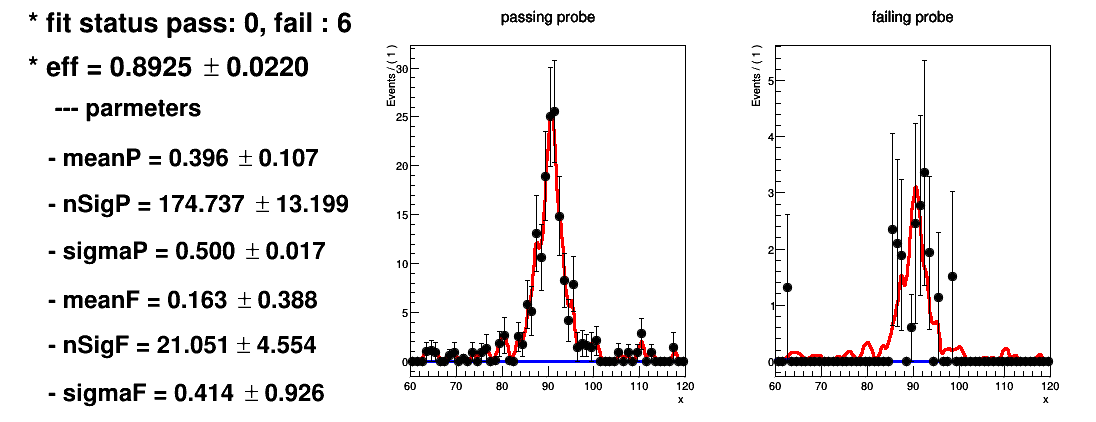 * fit status pass: 0, fail : 6
* eff = 0.8925 ± 0.0220
--- parmeters
- meanP = 0.396 ± 0.107
- nSigP = 174.737 ± 13.199
- sigmaP = 0.500 ± 0.017
- meanF = 0.163 ± 0.388
- nSigF = 21.051 ± 4.554
- sigmaF = 0.414 ± 0.926
passing probe
Events / ( 1 )
30
25
20
15
10
5
0
60 70 80 90 100 110 120
x
failing probe
Events / ( 1 )
5
4
3
2
1
0
60 70 80 90 100 110 120
x